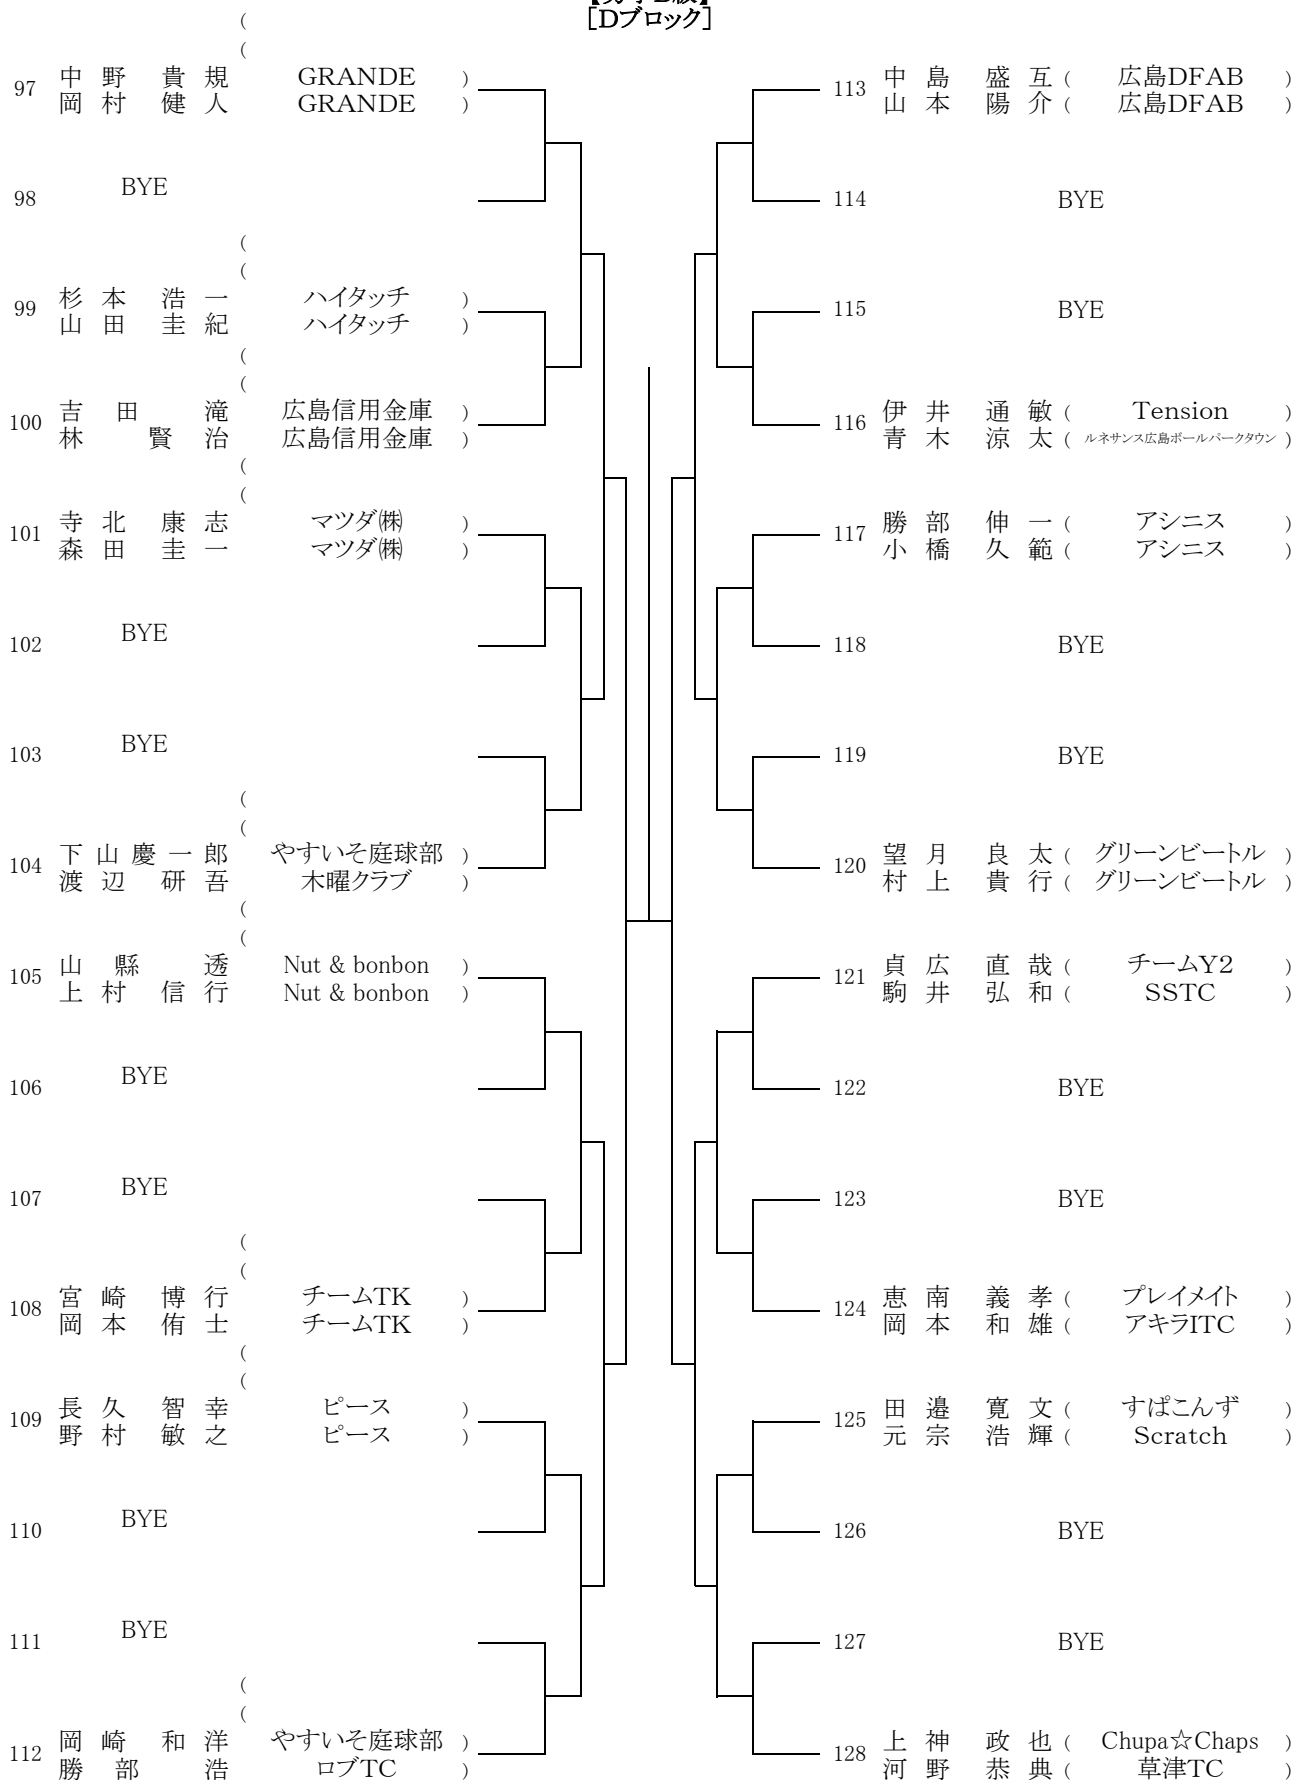 [Dブロック]
97 中野 貴規 ( GRANDE )
岡村 健人 ( GRANDE )
98 BYE
99 杉本 浩一 ( ハイタッチ )
山田 圭紀 ( ハイタッチ )
100 吉田 滝 ( 広島信用金庫 )
林 賢治 ( 広島信用金庫 )
101 寺北 康志 ( マツダ㈱ )
森田 圭一 ( マツダ㈱ )
102 BYE
103 BYE
104 下山慶一郎 ( やすいそ庭球部 )
渡辺 研吾 ( 木曜クラブ )
105 山縣 透 ( Nut & bonbon )
上村 信行 ( Nut & bonbon )
106 BYE
107 BYE
108 宮崎 博行 ( チームTK )
岡本 侑士 ( チームTK )
109 長久 智幸 ( ピース )
野村 敏之 ( ピース )
110 BYE
111 BYE
112 岡崎 和洋 ( やすいそ庭球部 )
勝部 浩 ( ロブTC )
113 中島 盛互 ( 広島DFAB )
山本 陽介 ( 広島DFAB )
114 BYE
115 BYE
116 伊井 通敏 ( Tension )
青木 涼太 ( ルネサンス広島ボールパークタウン )
117 勝部 伸一 ( アシニス )
小橋 久範 ( アシニス )
118 BYE
119 BYE
120 望月 良太 ( グリーンビートル )
村上 貴行 ( グリーンビートル )
121 貞広 直哉 ( チームY2 )
駒井 弘和 ( SSTC )
122 BYE
123 BYE
124 恵南 義孝 ( プレイメイト )
岡本 和雄 ( アキラITC )
125 田邉 寛文 ( すぱこんず )
元宗 浩輝 ( Scratch )
126 BYE
127 BYE
128 上神 政也 ( Chupa☆Chaps )
河野 恭典 ( 草津TC )